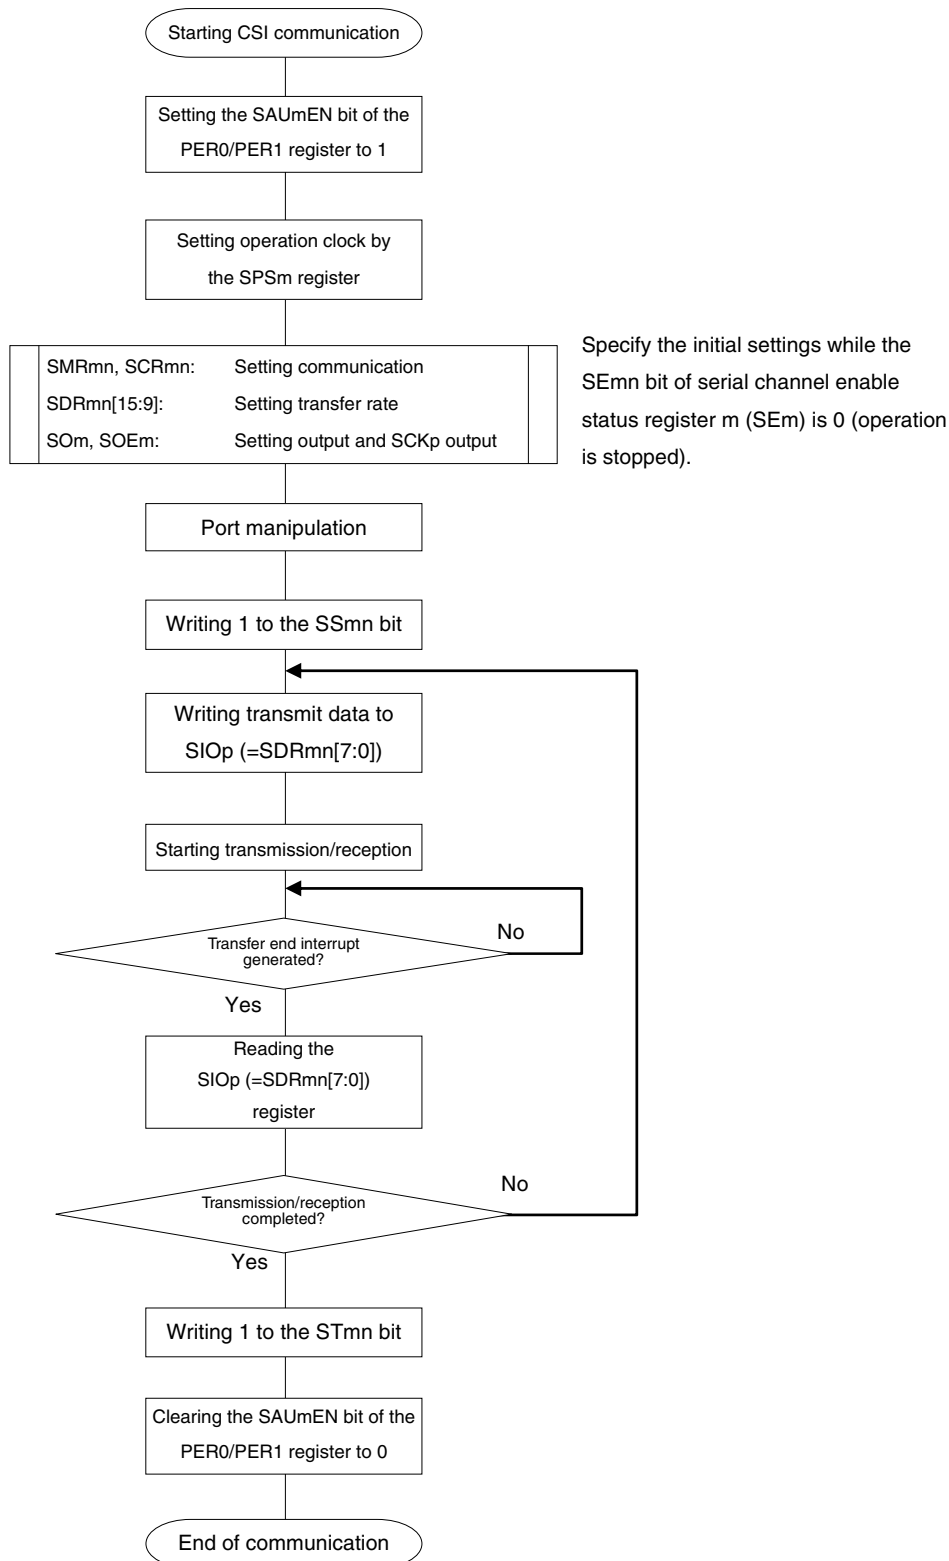 Starting CSI communication
Setting the SAUmEN bit of the
PER0/PER1 register to 1
Setting operation clock by
the SPSm register
SMRmn, SCRmn: Setting communication
SDRmn[15:9]: Setting transfer rate
SOm, SOEm: Setting output and SCKp output
Specify the initial settings while the
SEmn bit of serial channel enable
status register m (SEm) is 0 (operation
is stopped).
Port manipulation
Writing 1 to the SSmn bit
Writing transmit data to
SIOp (=SDRmn[7:0])
Starting transmission/reception
Transfer end interrupt
generated?
No
Yes
Reading the
SIOp (=SDRmn[7:0])
register
Transmission/reception
completed?
No
Yes
Writing 1 to the STmn bit
Clearing the SAUmEN bit of the
PER0/PER1 register to 0
End of communication